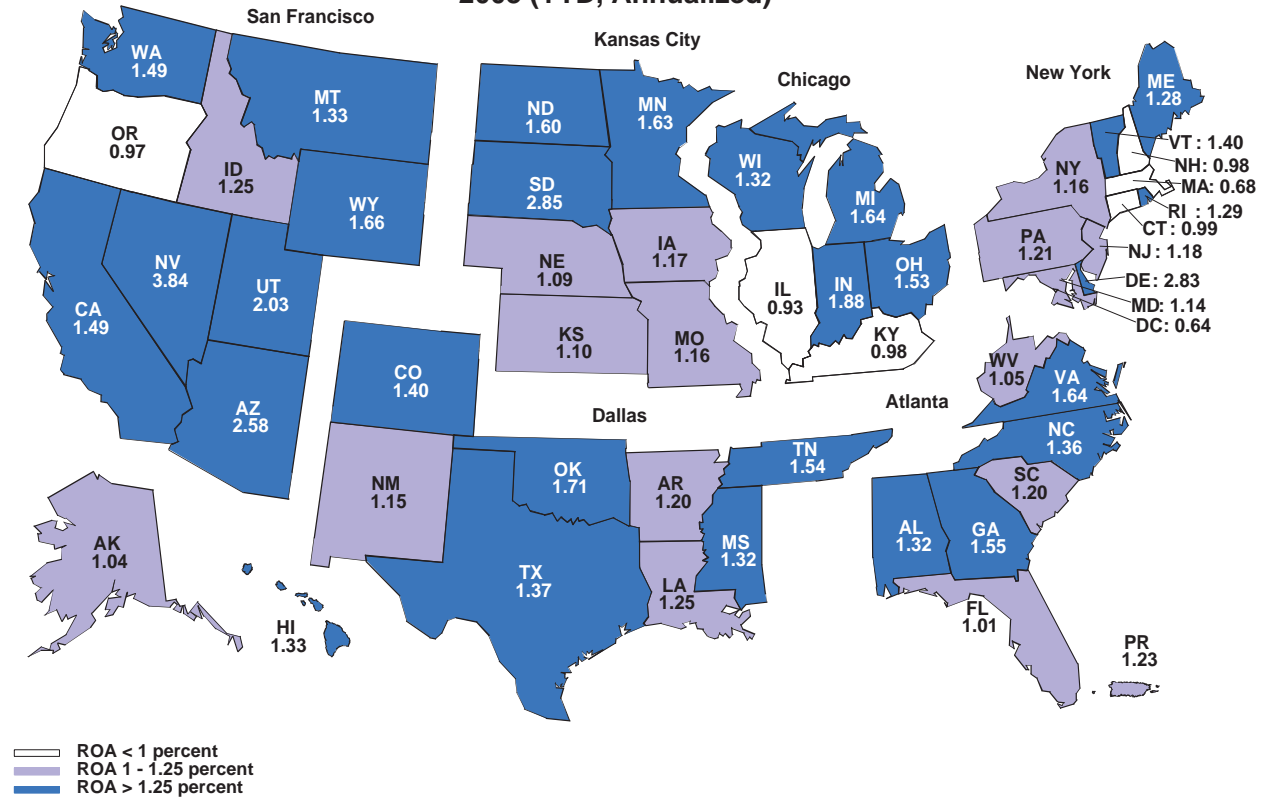 San Francisco
Kansas City
Chicago
New York
WA
1.49
MT
1.33
OR
0.97
ID
1.25
WY
1.66
NV
3.84
UT
2.03
CA
1.49
AZ
2.58
ND
1.60
MN
1.63
SD
2.85
NE
1.09
IA
1.17
KS
1.10
MO
1.16
WI
1.32
MI
1.64
IL
0.93
IN
1.88
OH
1.53
KY
0.98
ME
1.28
NY
1.16
VT : 1.40
NH: 0.98
MA: 0.68
RI : 1.29
CT : 0.99
PA
1.21
NJ : 1.18
DE : 2.83
MD: 1.14
DC: 0.64
Dallas
Atlanta
CO
1.40
NM
1.15
OK
1.71
AR
1.20
TN
1.54
TX
1.37
LA
1.25
MS
1.32
WV
1.05
VA
1.64
NC
1.36
SC
1.20
AL
1.32
GA
1.55
FL
1.01
PR
1.23
AK
1.04
HI
1.33
ROA < 1 percent
ROA 1 - 1.25 percent
ROA > 1.25 percent